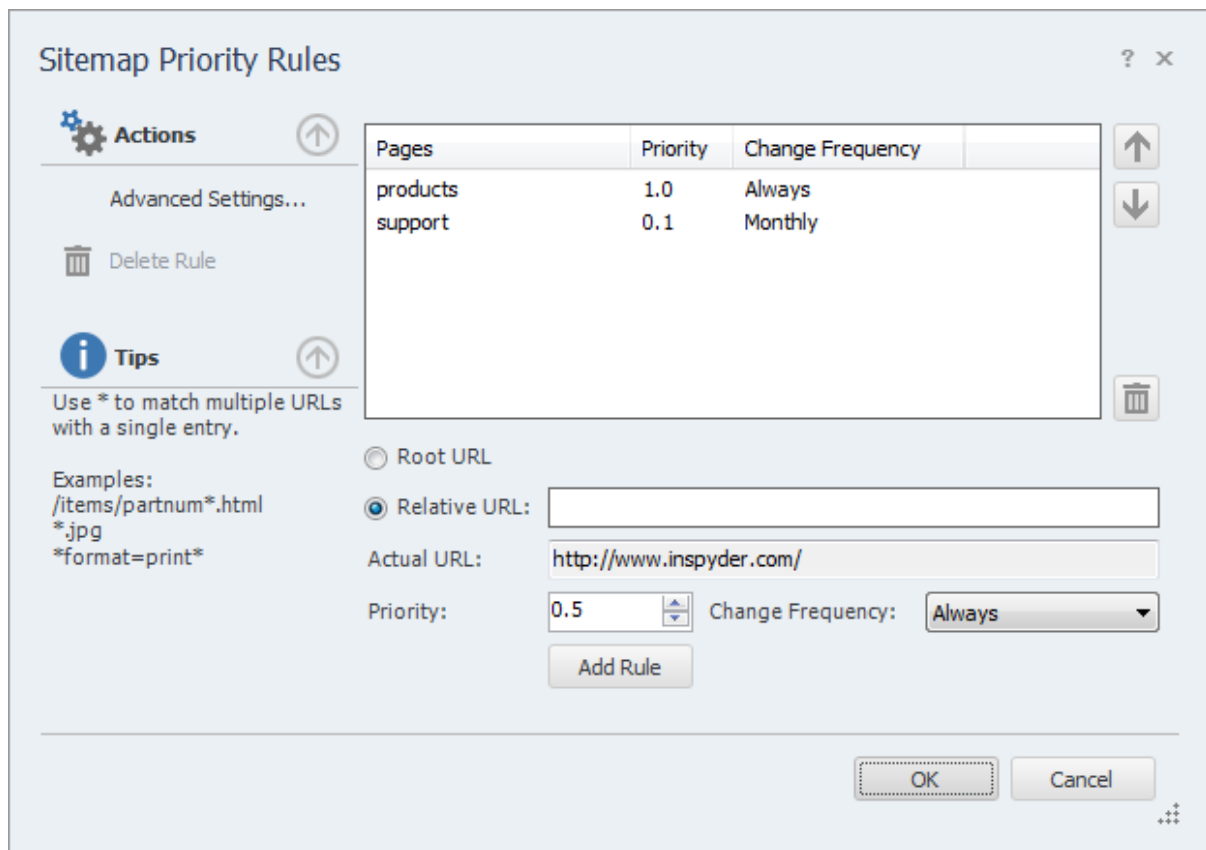 Sitemap Priority Rules
? ×
Actions
Advanced Settings...
Delete Rule
Tips
Use * to match multiple URLs
with a single entry.
Examples:
/items/partnum*.html
*.jpg
*format=print*
Pages Priority Change Frequency
products 1.0 Always
support 0.1 Monthly
Root URL
Relative URL:
Actual URL: http://www.inspyder.com/
Priority: 0.5 Change Frequency: Always
Add Rule
OK Cancel